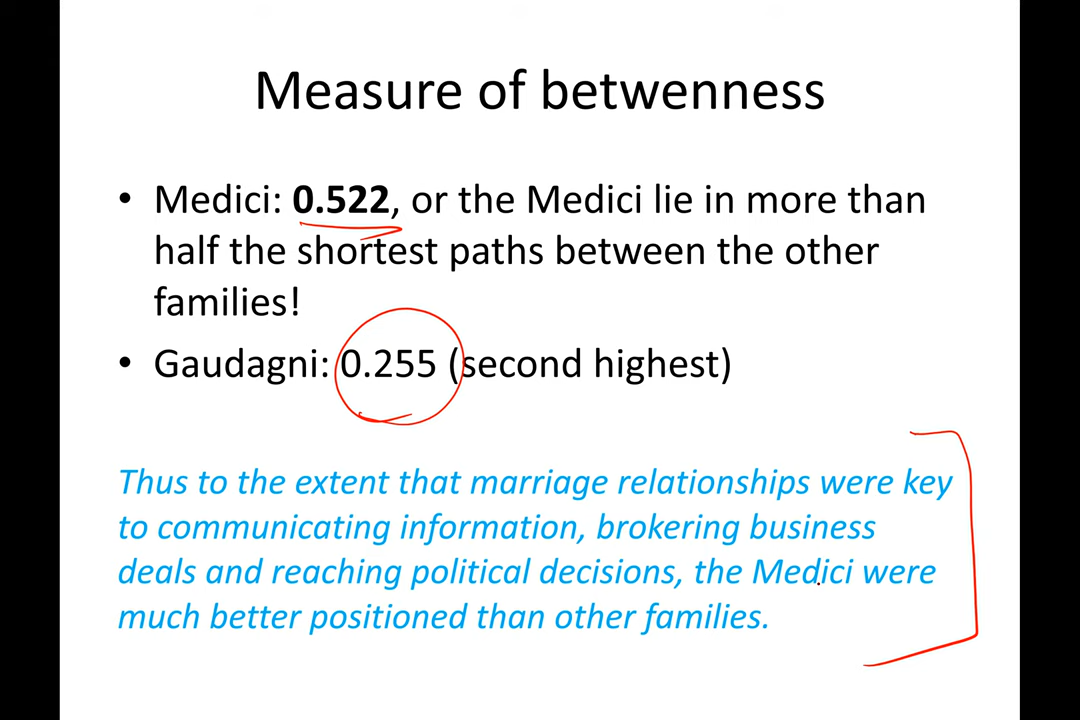 Measure of betwenness
• Medici: 0.522, or the Medici lie in more than
half the shortest paths between the other
families!
• Gaudagni: 0.255 (second highest)
Thus to the extent that marriage relationships were key
to communicating information, brokering business
deals and reaching political decisions, the Medici were
much better positioned than other families.